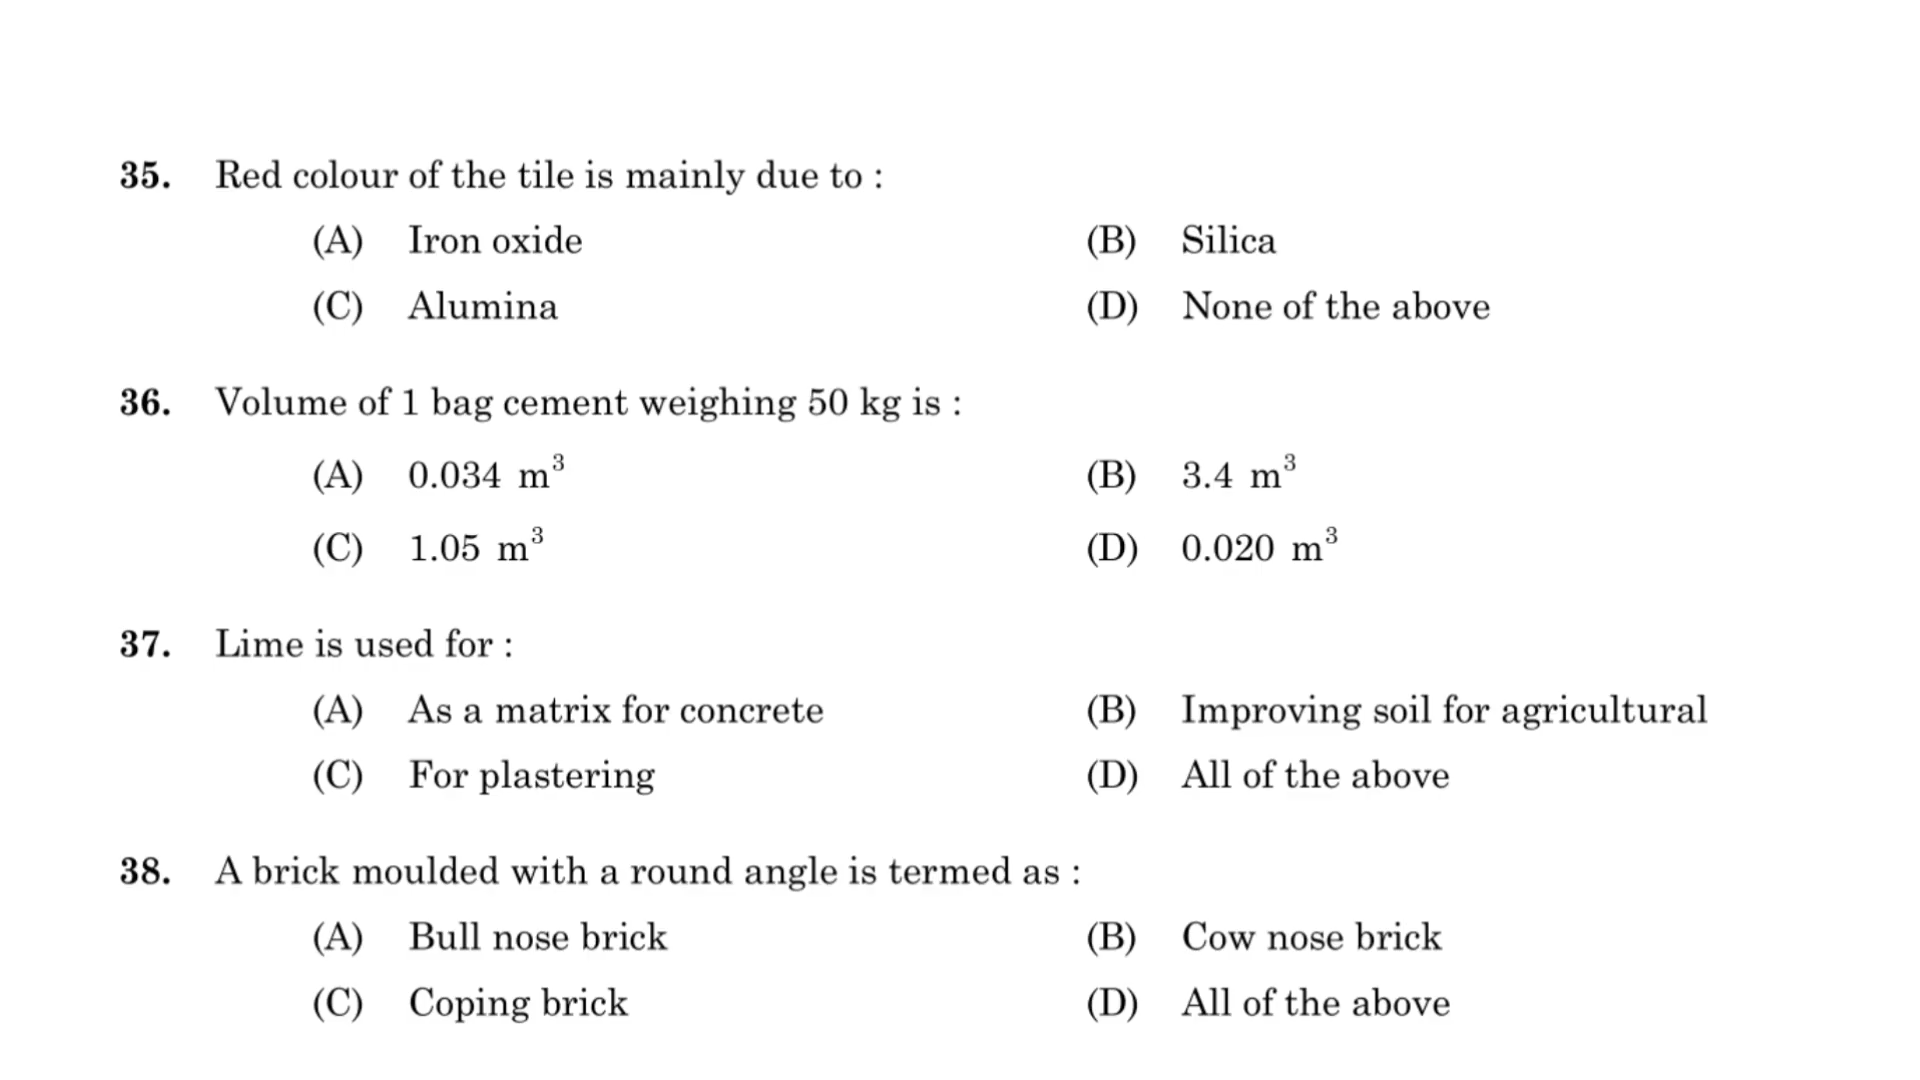 35. Red colour of the tile is mainly due to :
(A) Iron oxide (B) Silica
(C) Alumina (D) None of the above
36. Volume of 1 bag cement weighing 50 kg is :
(A) 0.034 m³ (B) 3.4 m³
(C) 1.05 m³ (D) 0.020 m³
37. Lime is used for :
(A) As a matrix for concrete (B) Improving soil for agricultural
(C) For plastering (D) All of the above
38. A brick moulded with a round angle is termed as :
(A) Bull nose brick (B) Cow nose brick
(C) Coping brick (D) All of the above